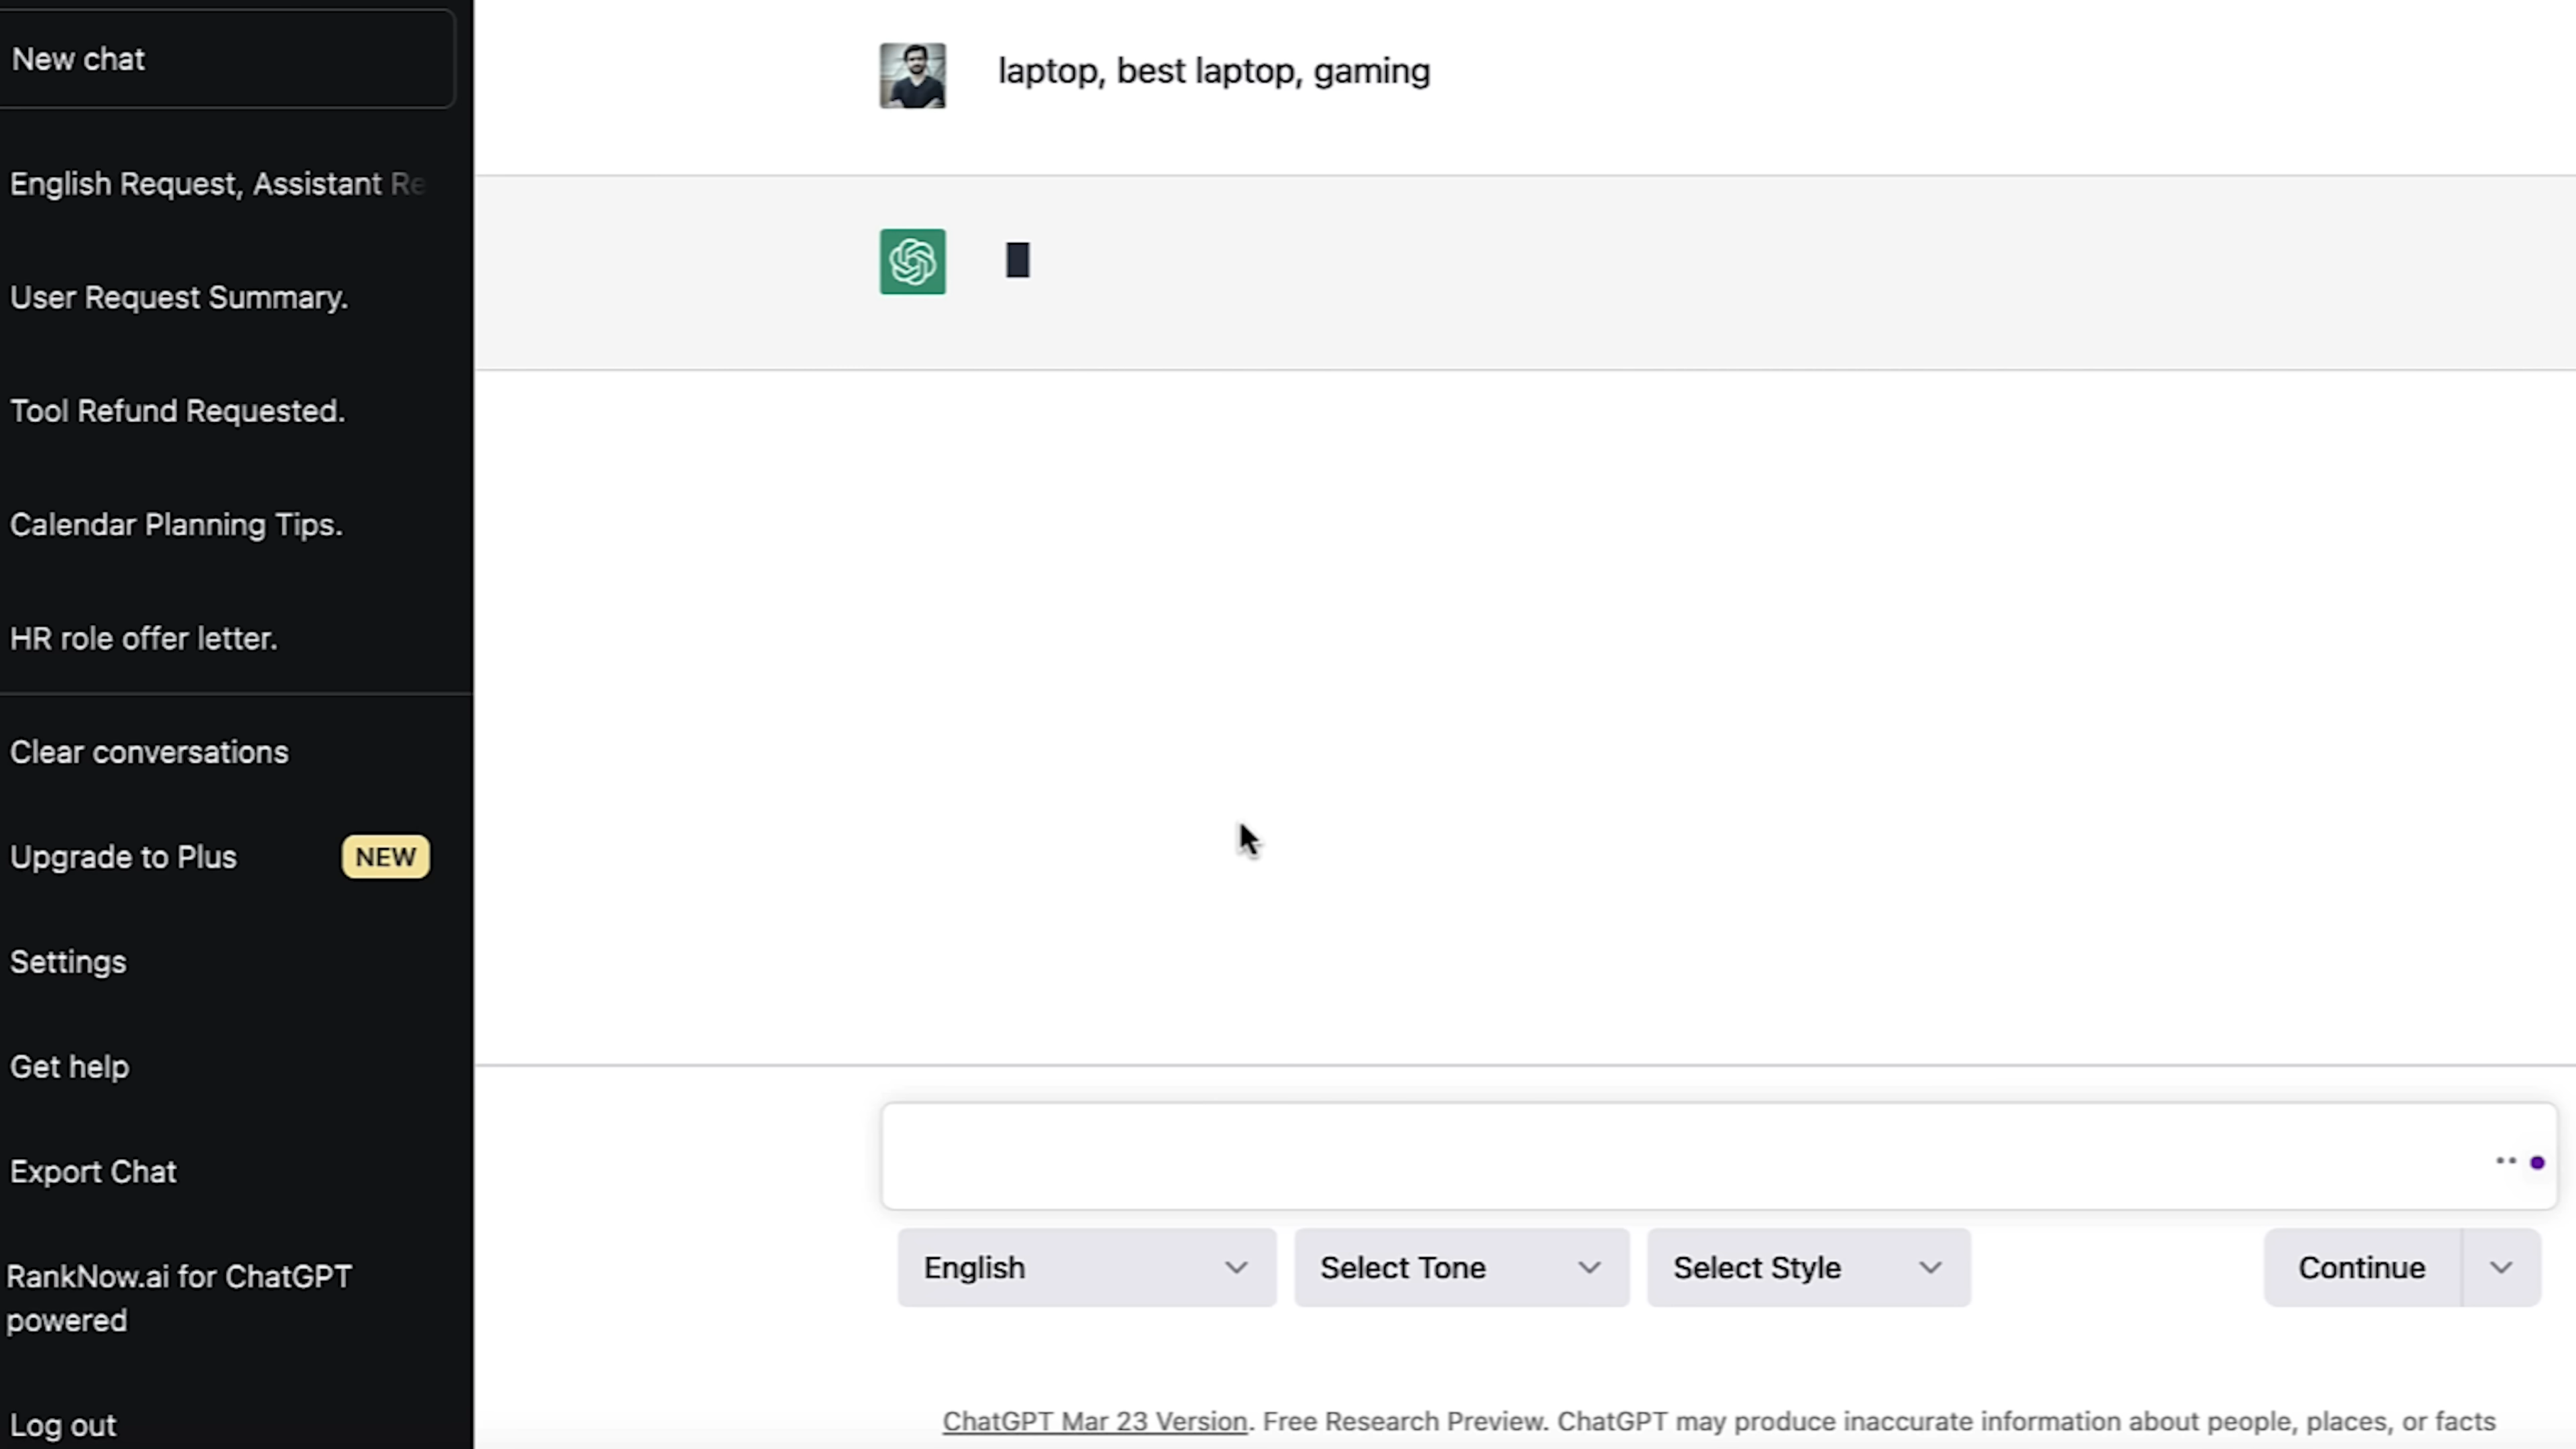 New chat
English Request, Assistant Re
User Request Summary.
Tool Refund Requested.
Calendar Planning Tips.
HR role offer letter.
Clear conversations
Upgrade to Plus NEW
Settings
Get help
Export Chat
RankNow.ai for ChatGPT
powered
Log out
laptop, best laptop, gaming
English
Select Tone
Select Style
Continue
ChatGPT Mar 23 Version. Free Research Preview. ChatGPT may produce inaccurate information about people, places, or facts